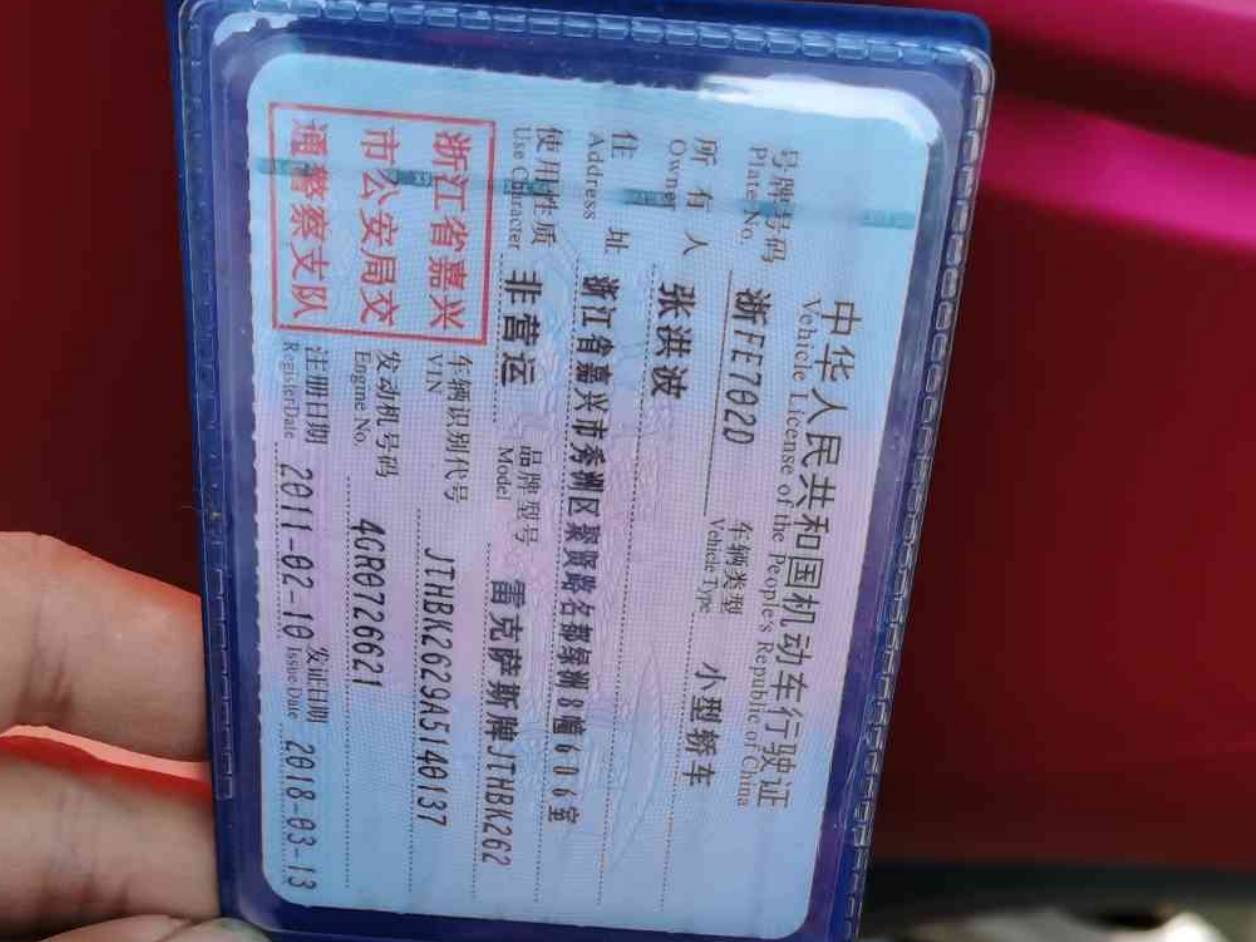 中华人民共和国机动车行驶证
Vehicle License of the People's Republic of China
号牌号码 浙FE702D 车辆类型 小型轿车
Plate No. Vehicle Type
所有人 张洪波
Owner
住址 浙江省嘉兴市秀洲区聚贤路名都绿洲8幢606室
Address
使用性质 非营运 品牌型号 雷克萨斯牌JTHBK262
Use Character Model
浙江省嘉兴
市公安局交
通警察支队
车辆识别代号 JTHBK2629A5140137
VIN
发动机号码 4GR0726621
Engine No.
注册日期 2011-02-10 发证日期 2018-03-13
Register Date Issue Date